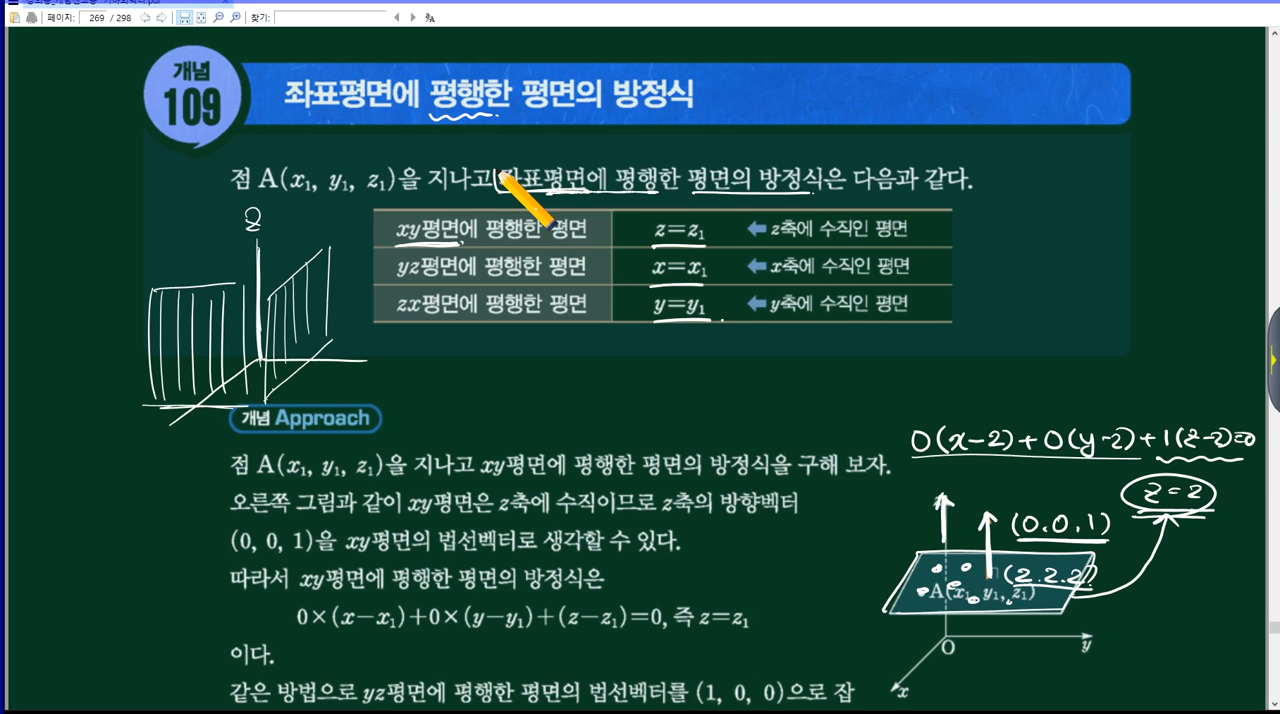 페이지: 269 / 298 찾기:
개념
109
좌표평면에 평행한 평면의 방정식
점 A(x₁, y₁, z₁)을 지나고 좌표평면에 평행한 평면의 방정식은 다음과 같다.
xy평면에 평행한 평면 z=z₁ ← z축에 수직인 평면
yz평면에 평행한 평면 x=x₁ ← x축에 수직인 평면
zx평면에 평행한 평면 y=y₁ ← y축에 수직인 평면
z
개념 Approach
점 A(x₁, y₁, z₁)을 지나고 xy평면에 평행한 평면의 방정식을 구해 보자.
오른쪽 그림과 같이 xy평면은 z축에 수직이므로 z축의 방향벡터
(0, 0, 1)을 xy평면의 법선벡터로 생각할 수 있다.
따라서 xy평면에 평행한 평면의 방정식은
0×(x−x₁)+0×(y−y₁)+(z−z₁)=0, 즉 z=z₁
이다.
같은 방법으로 yz평면에 평행한 평면의 법선벡터를 (1, 0, 0)으로 잡
0(x-2)+0(y-2)+1(z-2)=0
z=2
(0.0.1)
(2.2.2)
A(x₁, y₁, z₁)
O
y
x